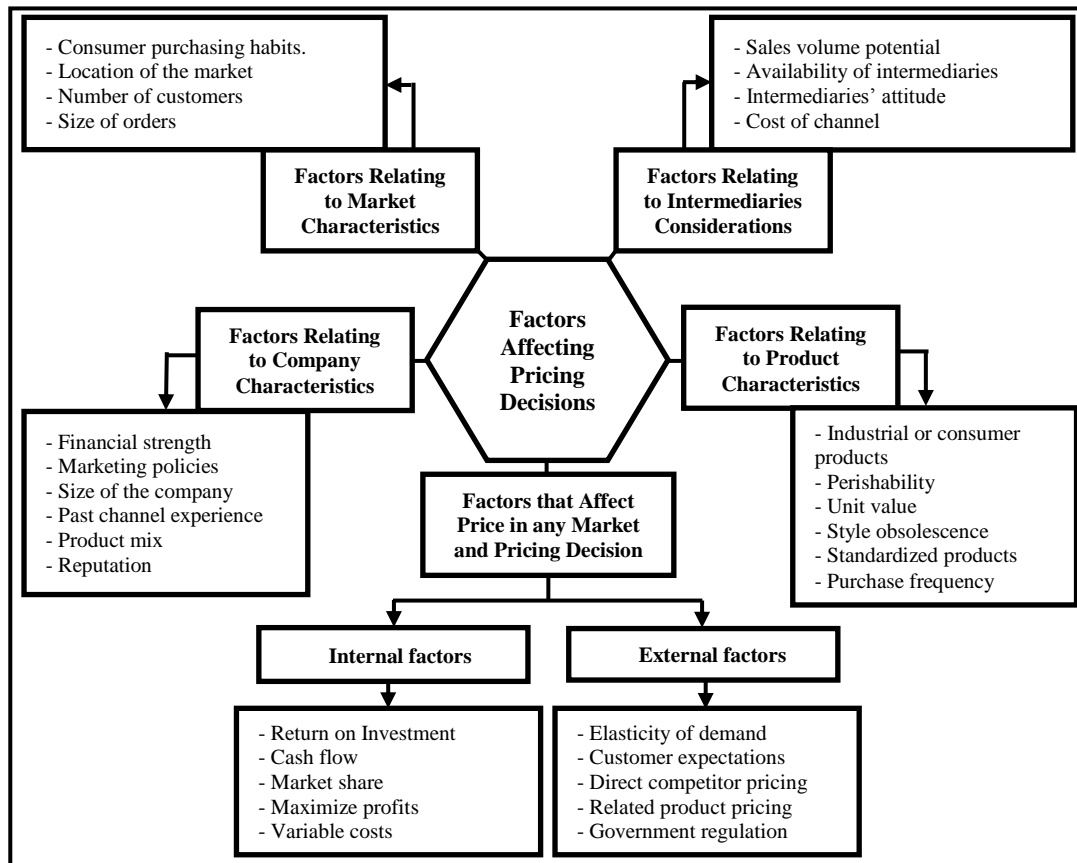 - Consumer purchasing habits.
- Location of the market
- Number of customers
- Size of orders
- Sales volume potential
- Availability of intermediaries
- Intermediaries’ attitude
- Cost of channel
Factors Relating
to Market
Characteristics
Factors Relating
to Intermediaries
Considerations
Factors
Affecting
Pricing
Decisions
Factors Relating
to Company
Characteristics
Factors Relating
to Product
Characteristics
- Financial strength
- Marketing policies
- Size of the company
- Past channel experience
- Product mix
- Reputation
- Industrial or consumer
products
- Perishability
- Unit value
- Style obsolescence
- Standardized products
- Purchase frequency
Factors that Affect
Price in any Market
and Pricing Decision
Internal factors
External factors
- Return on Investment
- Cash flow
- Market share
- Maximize profits
- Variable costs
- Elasticity of demand
- Customer expectations
- Direct competitor pricing
- Related product pricing
- Government regulation